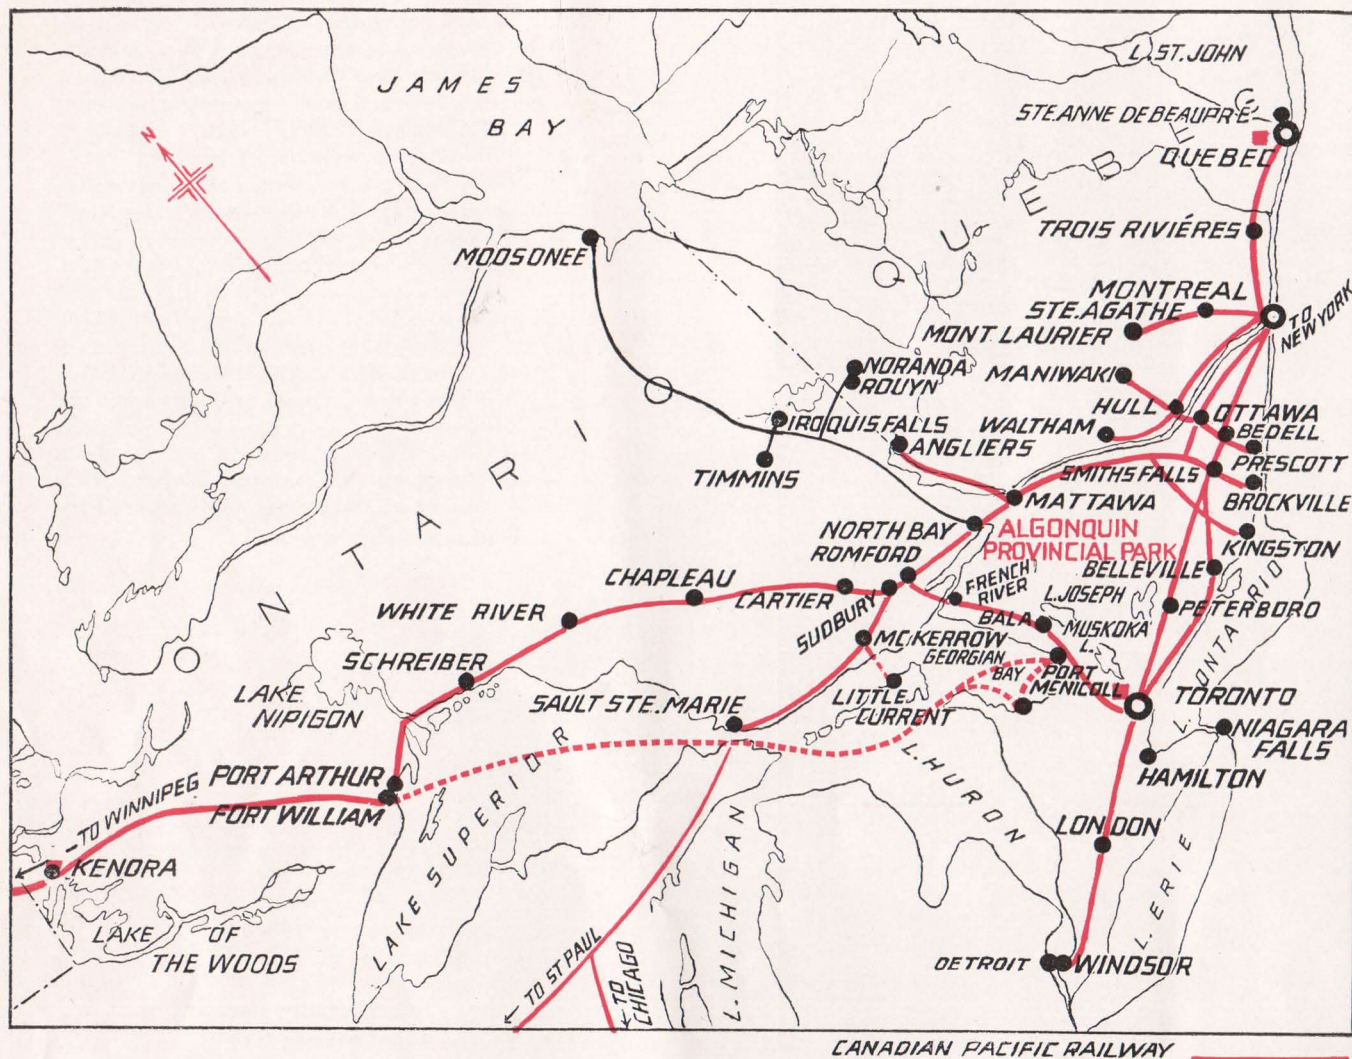 L. ST. JOHN
JAMES
BAY
STE. ANNE DE BEAUPRÉ
QUEBEC
N
QUEBEC
TROIS RIVIÉRES
MOOSONEE
MONTREAL
STE. AGATHE
MONT LAURIER
TO
NEW YORK
NORANDA
ROUYN
MANIWAKI
HULL
OTTAWA
IROQUIS FALLS
WALTHAM
BEDELL
ANGLIERS
TIMMINS
SMITHS FALLS
PRESCOTT
MATTAWA
BROCKVILLE
NORTH BAY
ALGONQUIN
PROVINCIAL PARK
KINGSTON
ROMFORD
BELLEVILLE
ONTARIO
CHAPLEAU
CARTIER
FRENCH
RIVER
L. JOSEPH
PETERBORO
WHITE RIVER
SUDBURY
BALA
MUSKOKA
L.
MCKERROW
GEORGIAN
BAY
SCHREIBER
PORT
MENICOLL
L. ONTARIO
LAKE
NIPIGON
SAULT STE. MARIE
LITTLE
CURRENT
TORONTO
NIAGARA
FALLS
PORT ARTHUR
HAMILTON
L. HURON
FORT WILLIAM
TO WINNIPEG
LONDON
KENORA
LAKE SUPERIOR
L. MICHIGAN
L. ERIE
LAKE OF
THE WOODS
TO ST PAUL
TO
CHICAGO
DETROIT
WINDSOR
CANADIAN PACIFIC RAILWAY